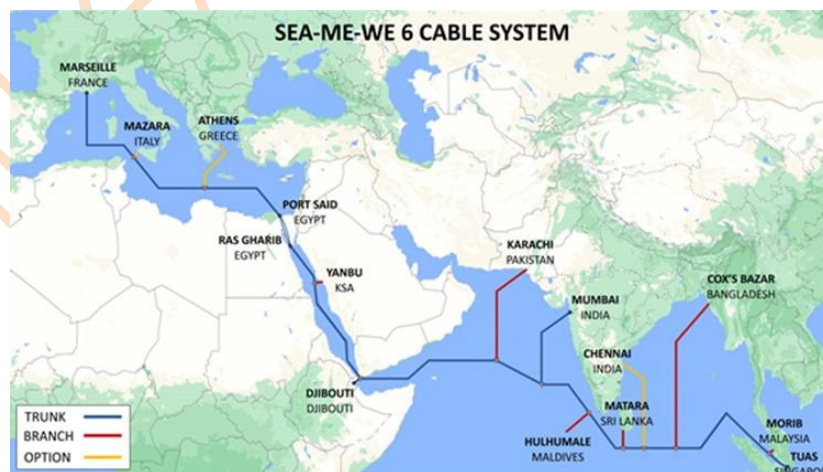 SEA-ME-WE 6 CABLE SYSTEM
MARSEILLE
FRANCE
MAZARA
ITALY
ATHENS
GREECE
PORT SAID
EGYPT
RAS GHARIB
EGYPT
YANBU
KSA
KARACHI
PAKISTAN
MUMBAI
INDIA
COX'S BAZAR
BANGLADESH
CHENNAI
INDIA
DJIBOUTI
DJIBOUTI
MATARA
SRI LANKA
HULHUMALE
MALDIVES
MORIB
MALAYSIA
TUAS
TRUNK
BRANCH
OPTION